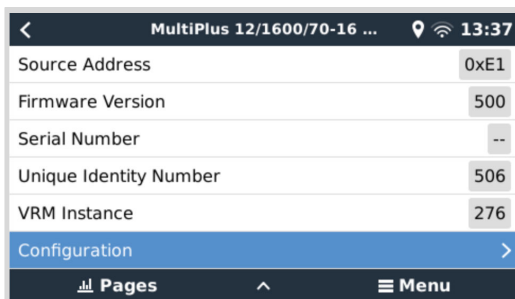 MultiPlus 12/1600/70-16 ... 13:37
Source Address 0xE1
Firmware Version 500
Serial Number --
Unique Identity Number 506
VRM Instance 276
Configuration
Pages Menu